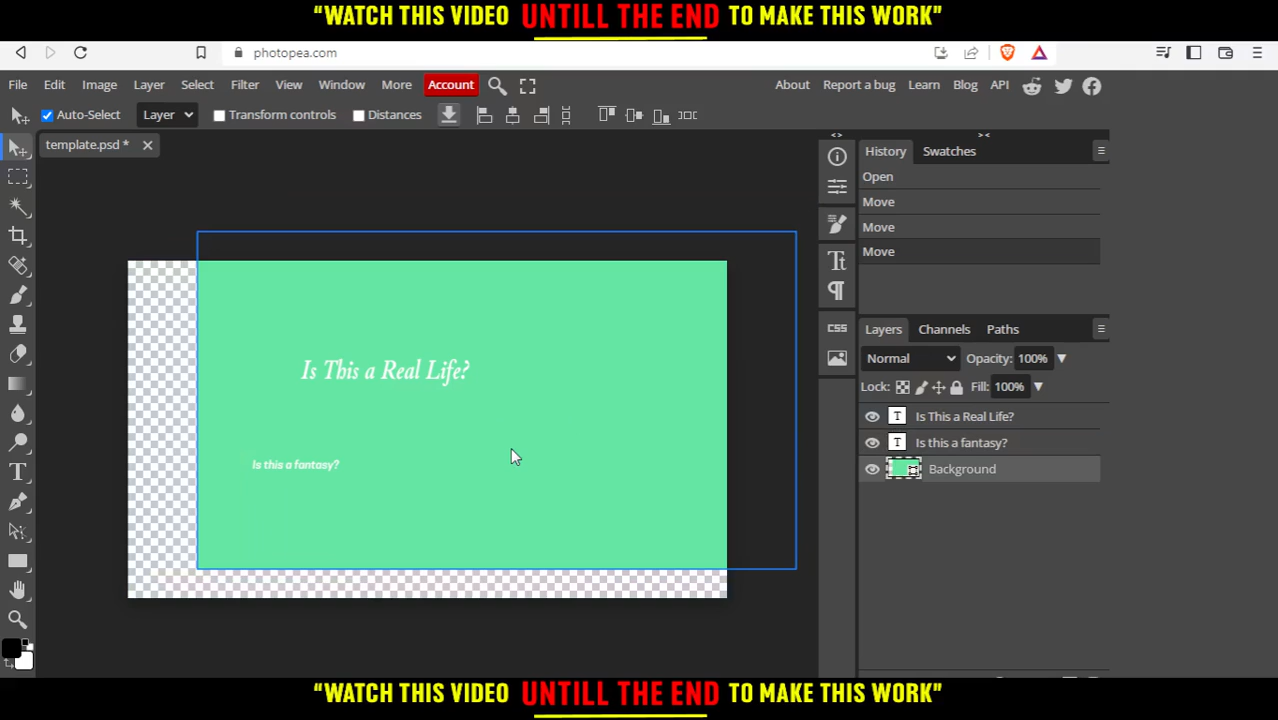 “WATCH THIS VIDEO UNTILL THE END TO MAKE THIS WORK”
photopea.com
File Edit Image Layer Select Filter View Window More Account About Report a bug Learn Blog API
Auto-Select Layer Transform controls Distances
template.psd *
History Swatches
Open
Move
Move
Move
Is This a Real Life?
Is this a fantasy?
CSS
Layers Channels Paths
Normal Opacity: 100%
Lock: Fill: 100%
Is This a Real Life?
Is this a fantasy?
Background
“WATCH THIS VIDEO UNTILL THE END TO MAKE THIS WORK”